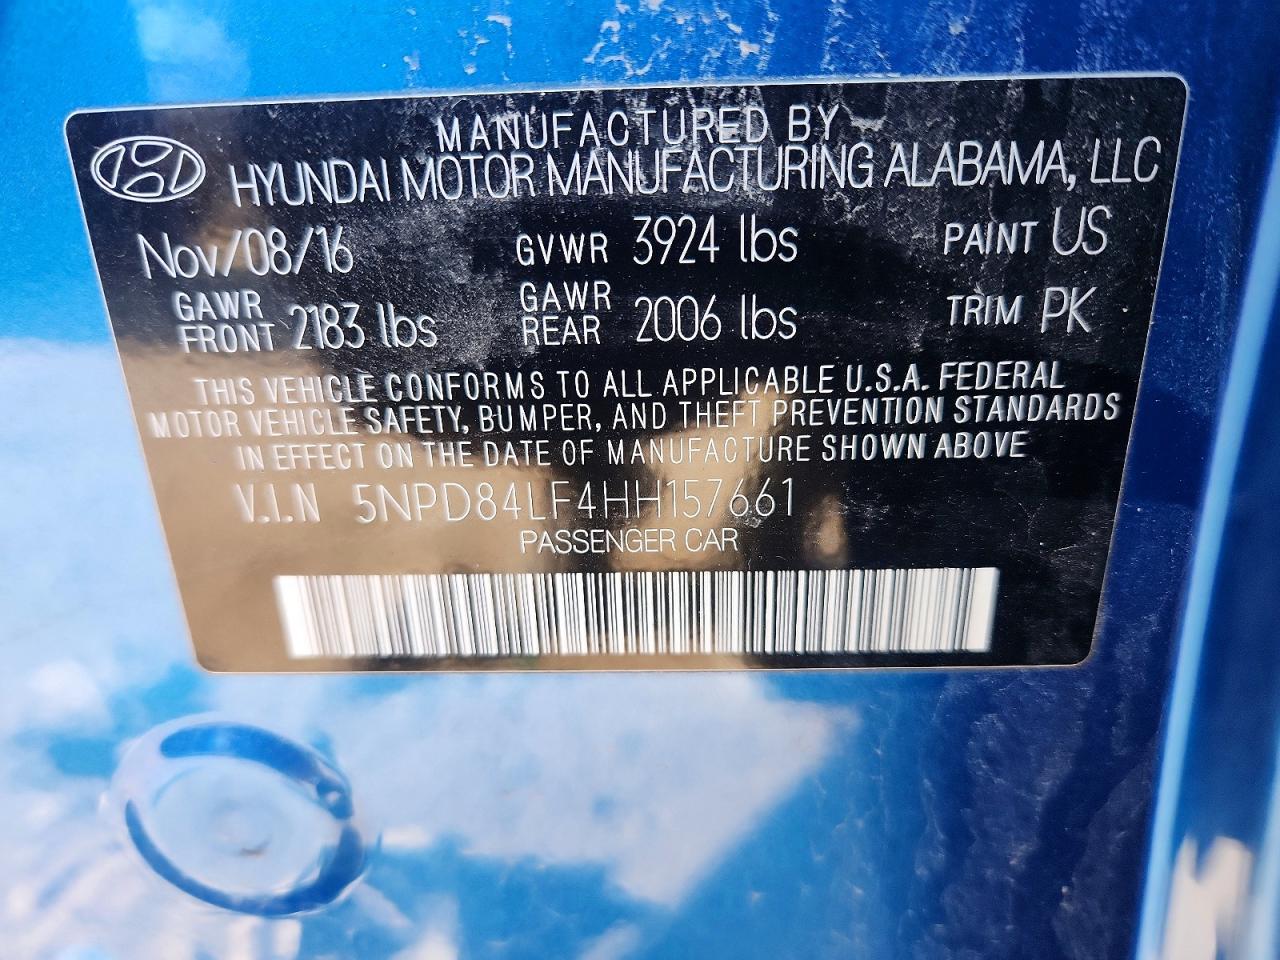 MANUFACTURED BY
HYUNDAI MOTOR MANUFACTURING ALABAMA, LLC
Nov/08/16 GVWR 3924 lbs PAINT US
GAWR FRONT 2183 lbs GAWR REAR 2006 lbs TRIM PK
THIS VEHICLE CONFORMS TO ALL APPLICABLE U.S.A. FEDERAL
MOTOR VEHICLE SAFETY, BUMPER, AND THEFT PREVENTION STANDARDS
IN EFFECT ON THE DATE OF MANUFACTURE SHOWN ABOVE
V.I.N 5NPD84LF4HH157661
PASSENGER CAR